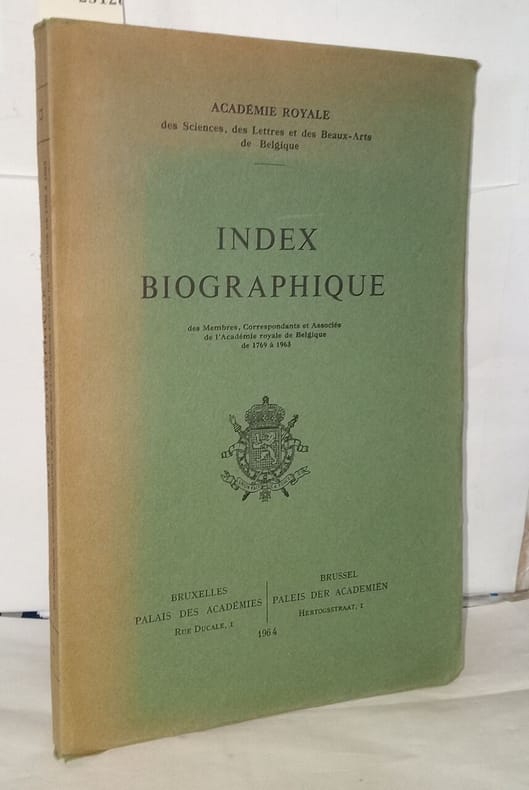 ACADÉMIE ROYALE
des Sciences, des Lettres et des Beaux-Arts
de Belgique
INDEX
BIOGRAPHIQUE
des Membres, Correspondants et Associés
de l'Académie royale de Belgique
de 1769 à 1963
BRUXELLES
PALAIS DES ACADÉMIES
RUE DUCALE, 1
BRUSSEL
PALEIS DER ACADEMIËN
HERTOGSSTRAAT, 1
1964